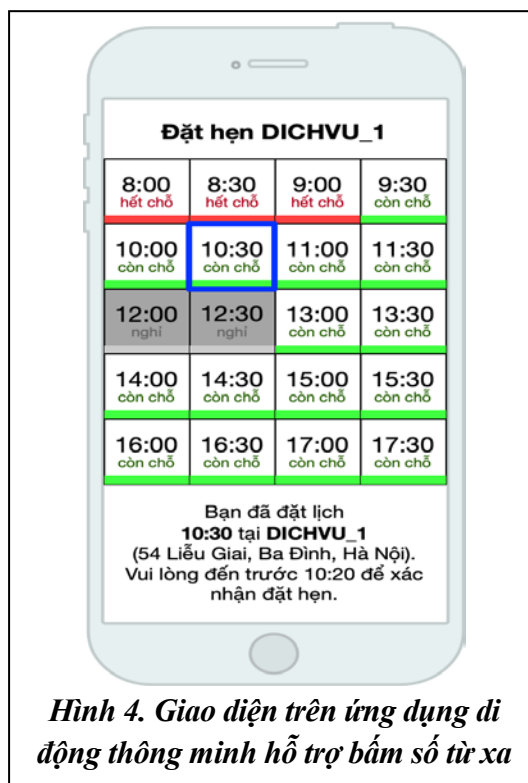 Đặt hẹn DICHVU_1
8:00 8:30 9:00 9:30
hết chỗ hết chỗ hết chỗ còn chỗ
10:00 10:30 11:00 11:30
còn chỗ còn chỗ còn chỗ còn chỗ
12:00 12:30 13:00 13:30
nghỉ nghỉ còn chỗ còn chỗ
14:00 14:30 15:00 15:30
còn chỗ còn chỗ còn chỗ còn chỗ
16:00 16:30 17:00 17:30
còn chỗ còn chỗ còn chỗ còn chỗ
Bạn đã đặt lịch
10:30 tại DICHVU_1
(54 Liễu Giai, Ba Đình, Hà Nội).
Vui lòng đến trước 10:20 để xác
nhận đặt hẹn.
Hình 4. Giao diện trên ứng dụng di
động thông minh hỗ trợ bấm số từ xa